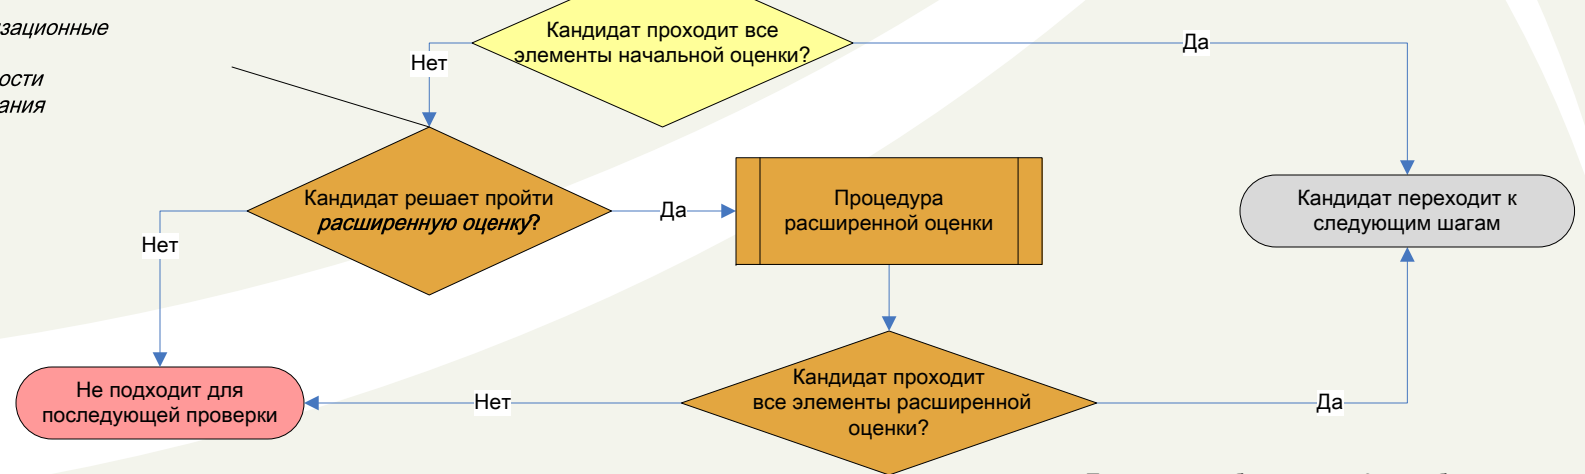 зационные
ости
ания
Кандидат проходит все
элементы начальной оценки?
Нет
Да
Кандидат решает пройти
расширенную оценку?
Да
Процедура
расширенной оценки
Кандидат переходит к
следующим шагам
Нет
Не подходит для
последующей проверки
Нет
Кандидат проходит
все элементы расширенной
оценки?
Да